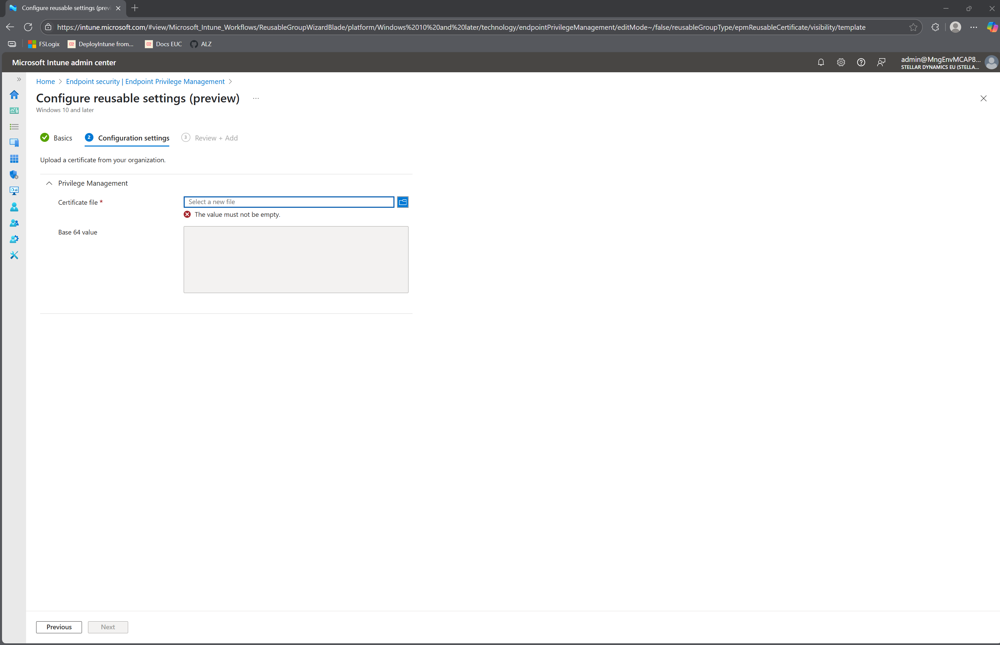 Configure reusable settings (previ
https://intune.microsoft.com/#view/Microsoft_Intune_Workflows/ReusableGroupWizardBlade/platform/Windows%2010%20and%20later/technology/endpointPrivilegeManagement/editMode~/false/reusableGroupType/epmReusableCertificate/visibility/template
FSLogix
DeployIntune from...
Docs EUC
ALZ
Microsoft Intune admin center
admin@MngEnvMCAP8...
STELLAR DYNAMICS EU (STELLA...
Home > Endpoint security | Endpoint Privilege Management >
Configure reusable settings (preview) ...
Windows 10 and later
Basics
2 Configuration settings
3 Review + Add
Upload a certificate from your organization.
Privilege Management
Certificate file *
Select a new file
The value must not be empty.
Base 64 value
Previous
Next